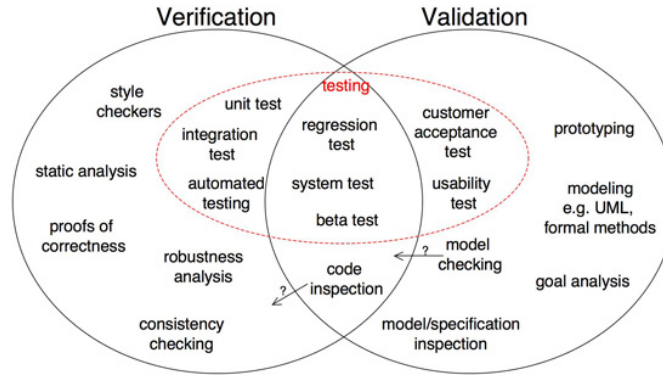 Verification
Validation
testing
style
checkers
unit test
integration
test
automated
testing
static analysis
proofs of
correctness
robustness
analysis
consistency
checking
regression
test
system test
beta test
code
inspection
?
?
customer
acceptance
test
usability
test
model
checking
model/specification
inspection
prototyping
modeling
e.g. UML,
formal methods
goal analysis